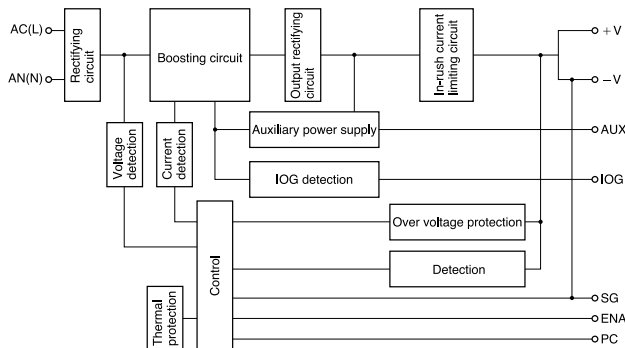 AC(L)
AN(N)
Rectifying
circuit
Boosting circuit
Output rectifying
circuit
In-rush current
limiting circuit
+V
−V
Voltage
detection
Current
detection
Auxiliary power supply
AUX
IOG detection
IOG
Over voltage protection
Control
Detection
Thermal
protection
SG
ENA
PC